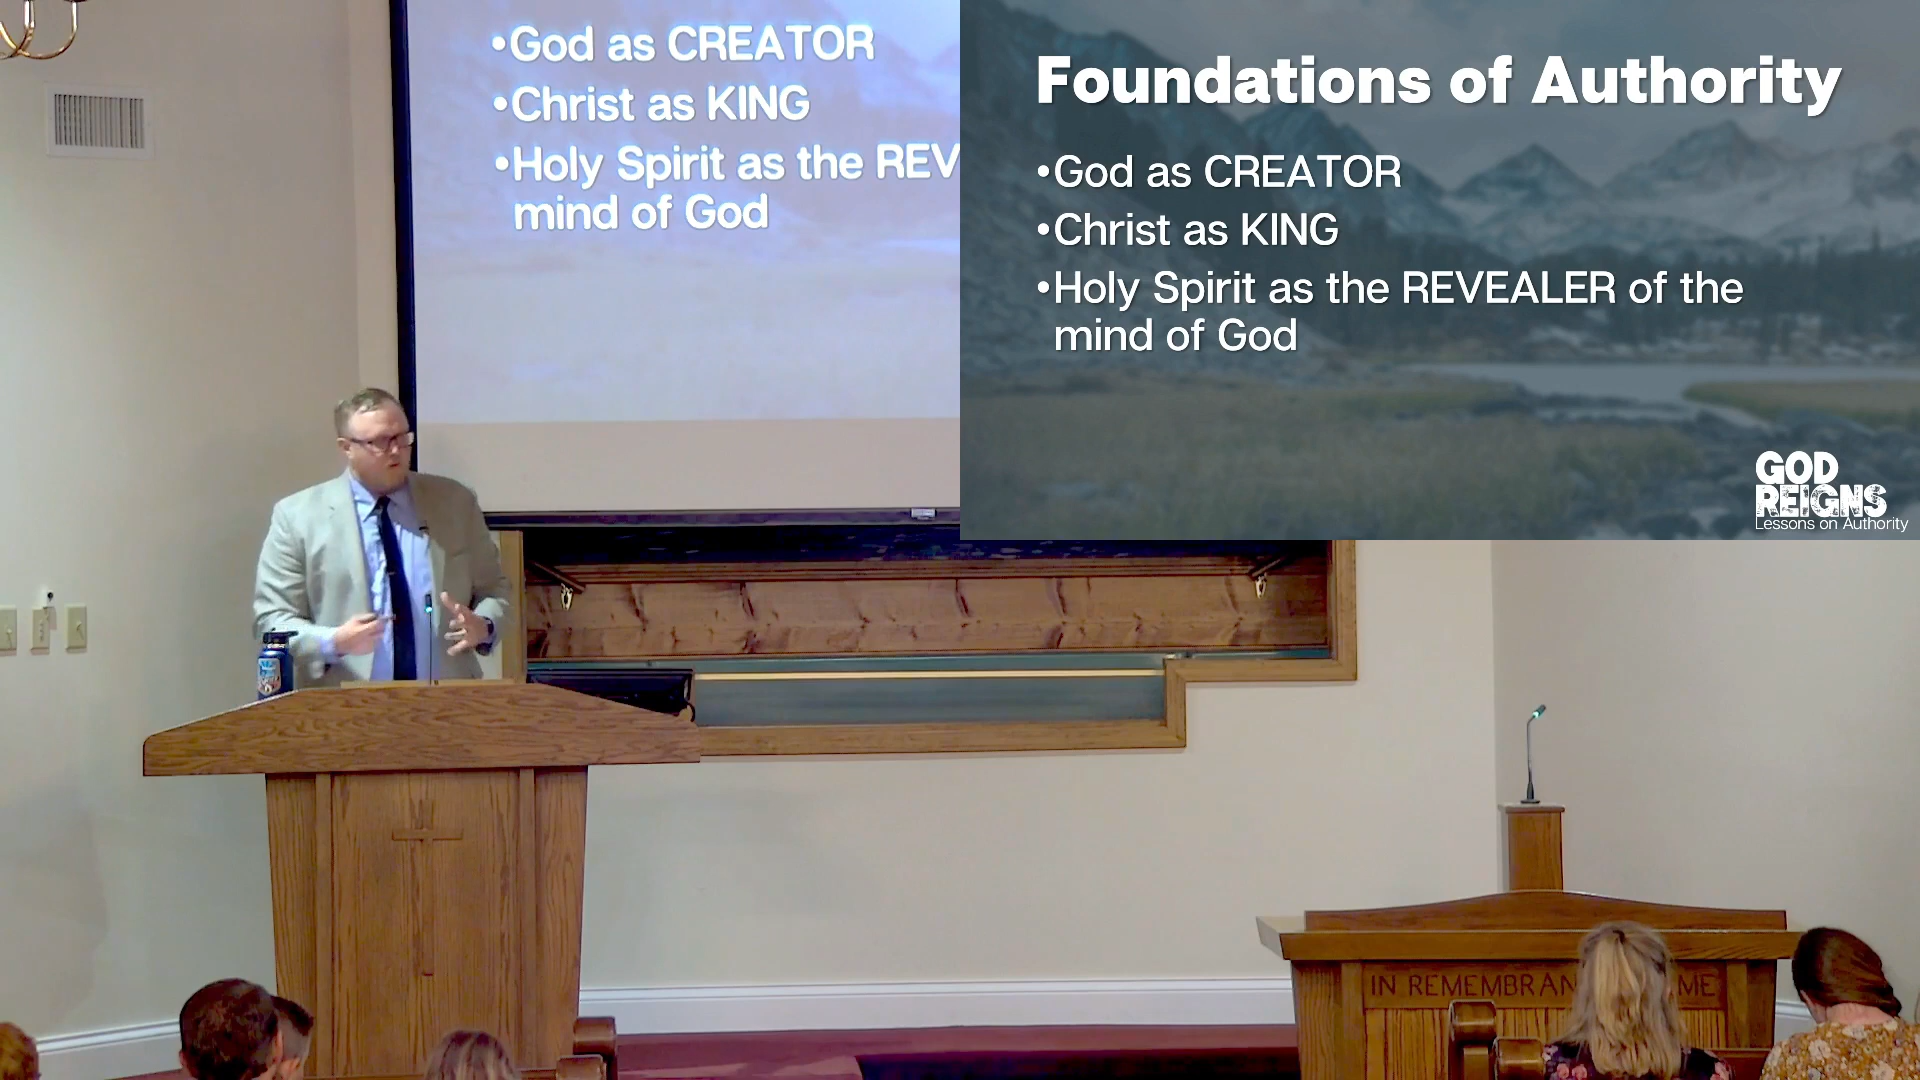 •God as CREATOR
•Christ as KING
•Holy Spirit as the REV
mind of God
Foundations of Authority
•God as CREATOR
•Christ as KING
•Holy Spirit as the REVEALER of the
mind of God
GOD
REIGNS
Lessons on Authority
IN REMEMBRAN ME